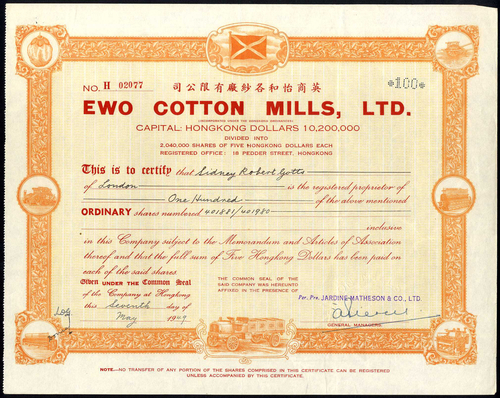 NO. H 02077
英商怡和各紗廠有限公司
*100*
EWO COTTON MILLS, LTD.
(INCORPORATED UNDER THE HONGKONG ORDINANCES)
CAPITAL: HONGKONG DOLLARS 10,200,000
DIVIDED INTO
2,040,000 SHARES OF FIVE HONGKONG DOLLARS EACH
REGISTERED OFFICE: 18 PEDDER STREET, HONGKONG
This is to certify that Sidney Robert Gotts
of London is the registered proprietor of
One Hundred of the above mentioned
ORDINARY shares numbered 401881/401980
inclusive
in this Company subject to the Memorandum and Articles of Association
thereof and that the full sum of Five Hongkong Dollars has been paid on
each of the said shares.
Given UNDER THE Common Seal
of the Company at Hongkong
this Seventh day of
May 1949
THE COMMON SEAL OF THE
SAID COMPANY WAS HEREUNTO
AFFIXED IN THE PRESENCE OF
Per Pro. JARDINE MATHESON & CO., LTD.
GENERAL MANAGERS
NOTE.—NO TRANSFER OF ANY PORTION OF THE SHARES COMPRISED IN THIS CERTIFICATE CAN BE REGISTERED
UNLESS ACCOMPANIED BY THIS CERTIFICATE.